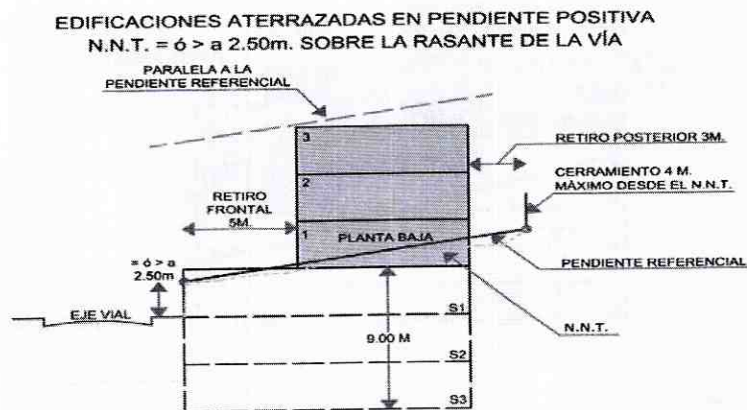 EDIFICACIONES ATERRAZADAS EN PENDIENTE POSITIVA
N.N.T. = ó > a 2.50m. SOBRE LA RASANTE DE LA VÍA
PARALELA A LA
PENDIENTE REFERENCIAL
3
RETIRO POSTERIOR 3M.
2
CERRAMIENTO 4 M.
MÁXIMO DESDE EL N.N.T.
RETIRO
FRONTAL
5M.
1
PLANTA BAJA
= ó > a
2.50m
PENDIENTE REFERENCIAL
EJE VIAL
S1
N.N.T.
9.00 M
S2
S3